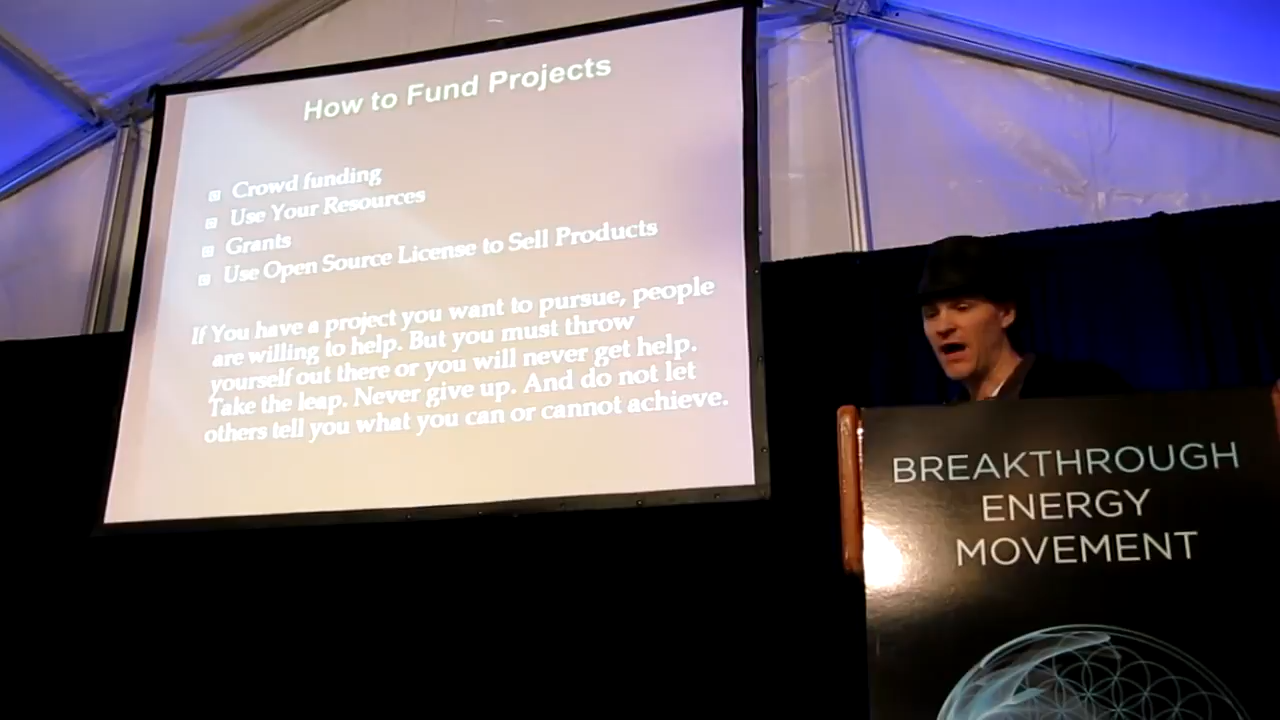 How to Fund Projects
Crowd funding
Use Your Resources
Grants
Use Open Source License to Sell Products
If You have a project you want to pursue, people
are willing to help. But you must throw
yourself out there or you will never get help.
Take the leap. Never give up. And do not let
others tell you what you can or cannot achieve.
BREAKTHROUGH
ENERGY
MOVEMENT